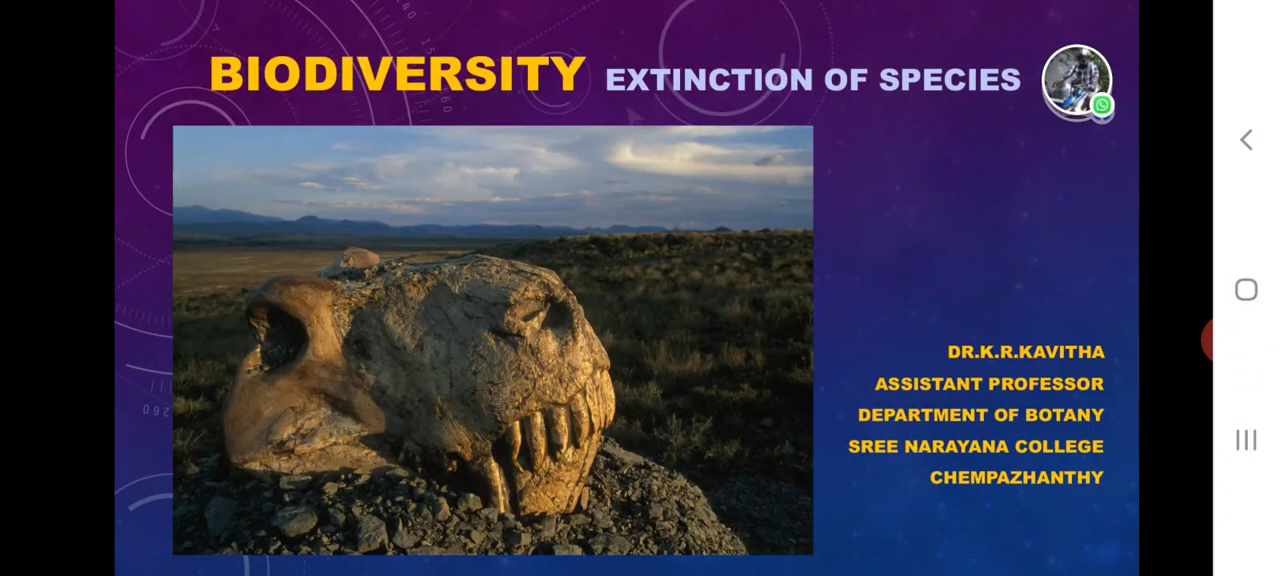 BIODIVERSITY EXTINCTION OF SPECIES
DR.K.R.KAVITHA
ASSISTANT PROFESSOR
DEPARTMENT OF BOTANY
SREE NARAYANA COLLEGE
CHEMPAZHANTHY